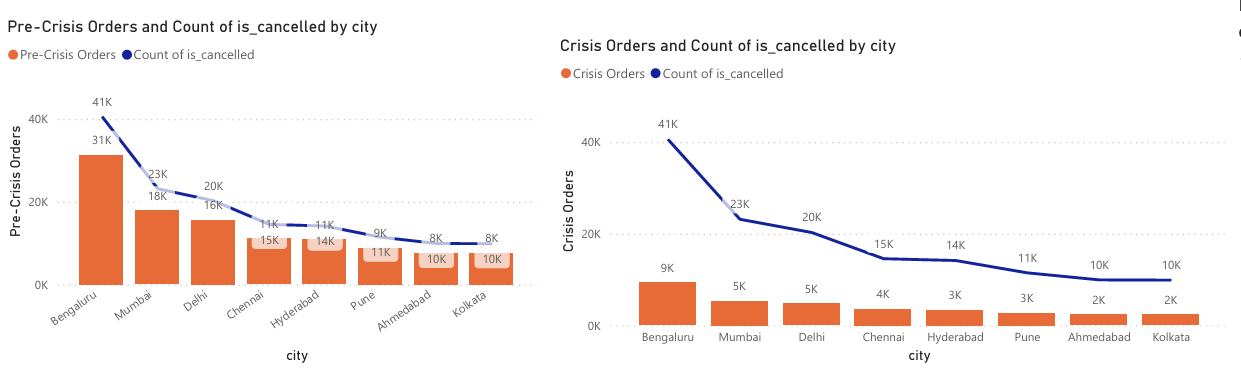 Pre-Crisis Orders and Count of is_cancelled by city
Pre-Crisis Orders Count of is_cancelled
Pre-Crisis Orders
40K
20K
0K
41K
31K
23K
18K
20K
16K
11K
15K
11K
14K
9K
11K
8K
10K
8K
10K
Bengaluru
Mumbai
Delhi
Chennai
Hyderabad
Pune
Ahmedabad
Kolkata
city
Crisis Orders and Count of is_cancelled by city
Crisis Orders Count of is_cancelled
Crisis Orders
40K
20K
0K
41K
23K
20K
15K
14K
11K
10K
10K
9K
5K
5K
4K
3K
3K
2K
2K
Bengaluru Mumbai Delhi Chennai Hyderabad Pune Ahmedabad Kolkata
city